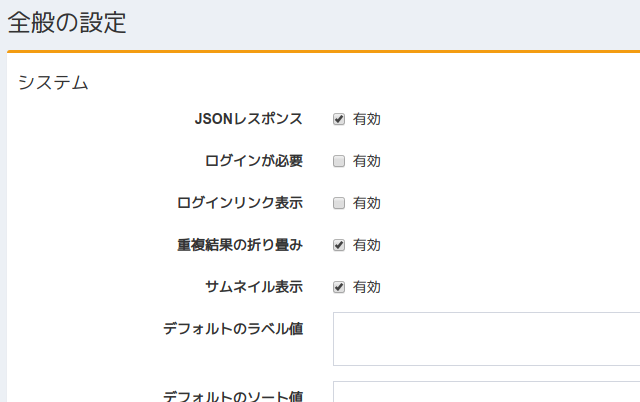 全般の設定
システム
JSONレスポンス 有効
ログインが必要 有効
ログインリンク表示 有効
重複結果の折り畳み 有効
サムネイル表示 有効
デフォルトのラベル値
デフォルトのソート値